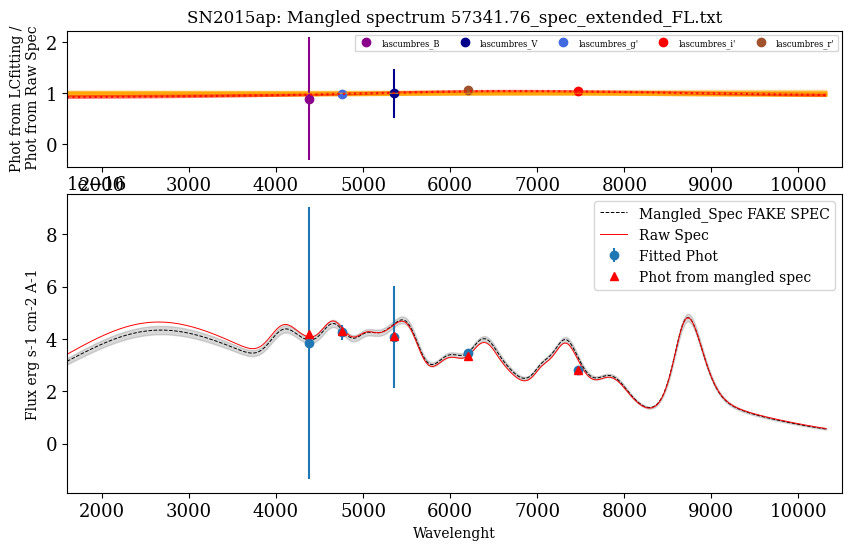 SN2015ap: Mangled spectrum 57341.76_spec_extended_FL.txt
Phot from LCfitting /
Phot from Raw Spec
2
1
0
lascumbres_B
lascumbres_V
lascumbres_g'
lascumbres_i'
lascumbres_r'
3000 4000 5000 6000 7000 8000 9000 10000
Flux erg s-1 cm-2 A-1
8
6
4
2
0
Mangled_Spec FAKE SPEC
Raw Spec
Fitted Phot
Phot from mangled spec
2000 3000 4000 5000 6000 7000 8000 9000 10000
Wavelenght